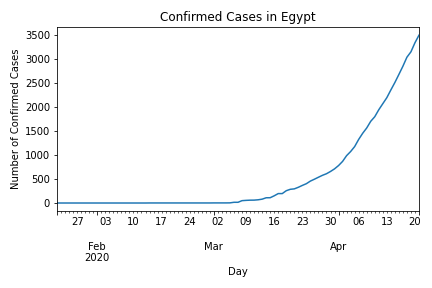 Confirmed Cases in Egypt
Number of Confirmed Cases
3500
3000
2500
2000
1500
1000
500
0
27 03 10 17 24 02 09 16 23 30 06 13 20
Feb Mar Apr
2020
Day